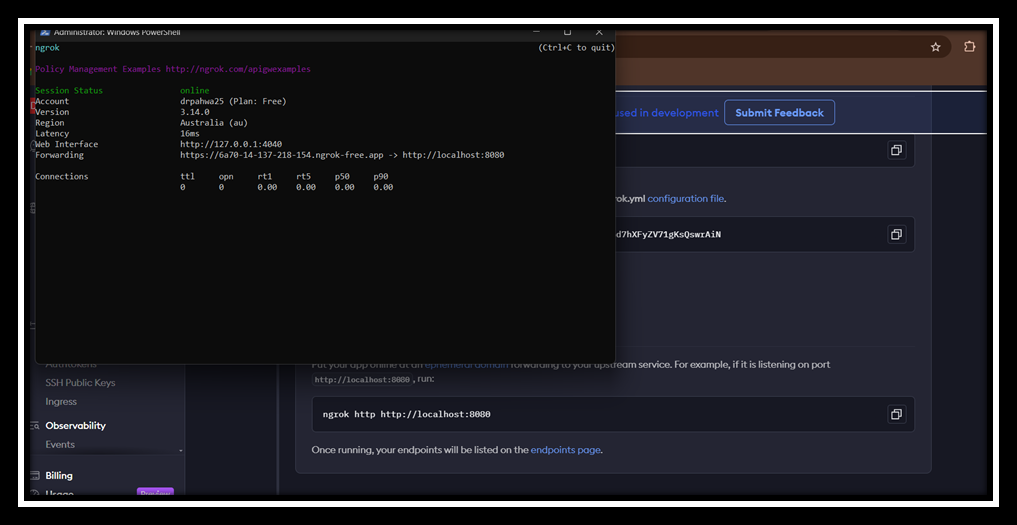 Administrator: Windows PowerShell
ngrok
(Ctrl+C to quit)
Policy Management Examples http://ngrok.com/apigwexamples
Session Status online
Account drpahwa25 (Plan: Free)
Version 3.14.0
Region Australia (au)
Latency 16ms
Web Interface http://127.0.0.1:4040
Forwarding https://6a70-14-137-218-154.ngrok-free.app -> http://localhost:8080
Connections ttl opn rt1 rt5 p50 p90
0 0 0.00 0.00 0.00 0.00
used in development
Submit Feedback
rok.yml configuration file.
d7hXFyZV71gKsQswrAiN
Authtokens
SSH Public Keys
Ingress
Observability
Events
Billing
Usage
Put your app online at an ephemeral domain forwarding to your upstream service. For example, if it is listening on port
http://localhost:8080, run:
ngrok http http://localhost:8080
Once running, your endpoints will be listed on the endpoints page.